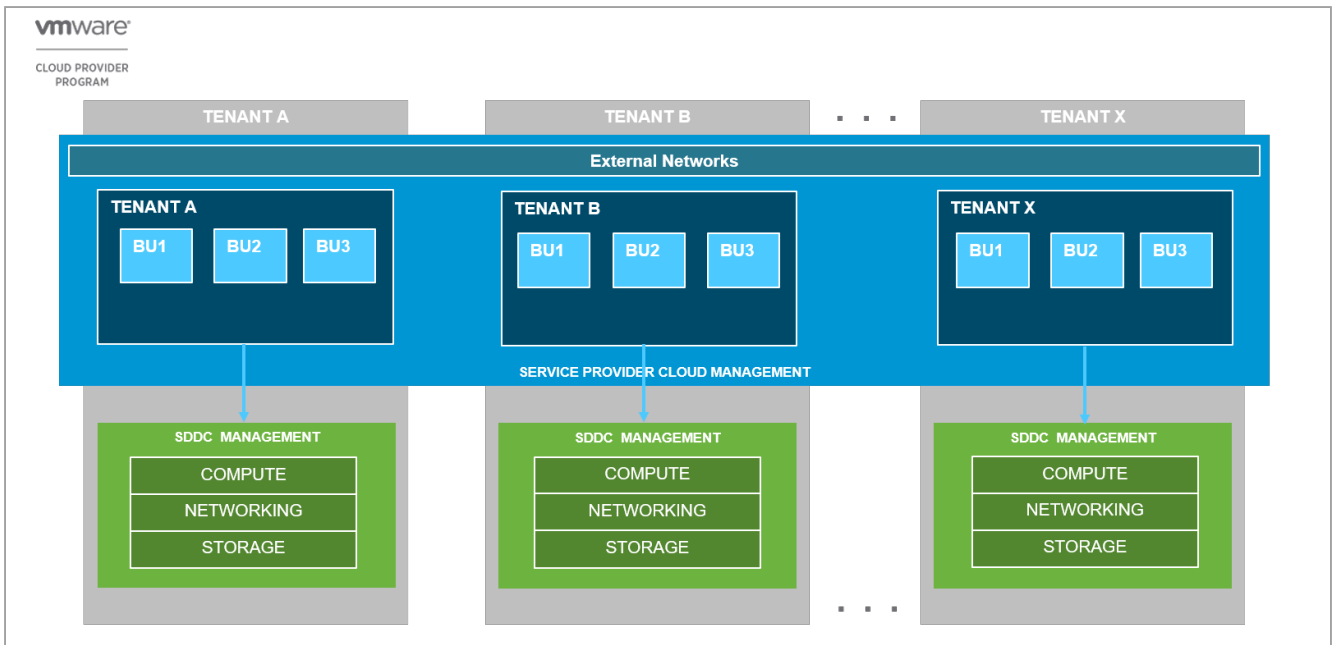 vmware®
CLOUD PROVIDER
PROGRAM
TENANT A
TENANT B
. . .
TENANT X
External Networks
TENANT A
BU1
BU2
BU3
TENANT B
BU1
BU2
BU3
TENANT X
BU1
BU2
BU3
SERVICE PROVIDER CLOUD MANAGEMENT
SDDC MANAGEMENT
COMPUTE
NETWORKING
STORAGE
SDDC MANAGEMENT
COMPUTE
NETWORKING
STORAGE
SDDC MANAGEMENT
COMPUTE
NETWORKING
STORAGE
. . .